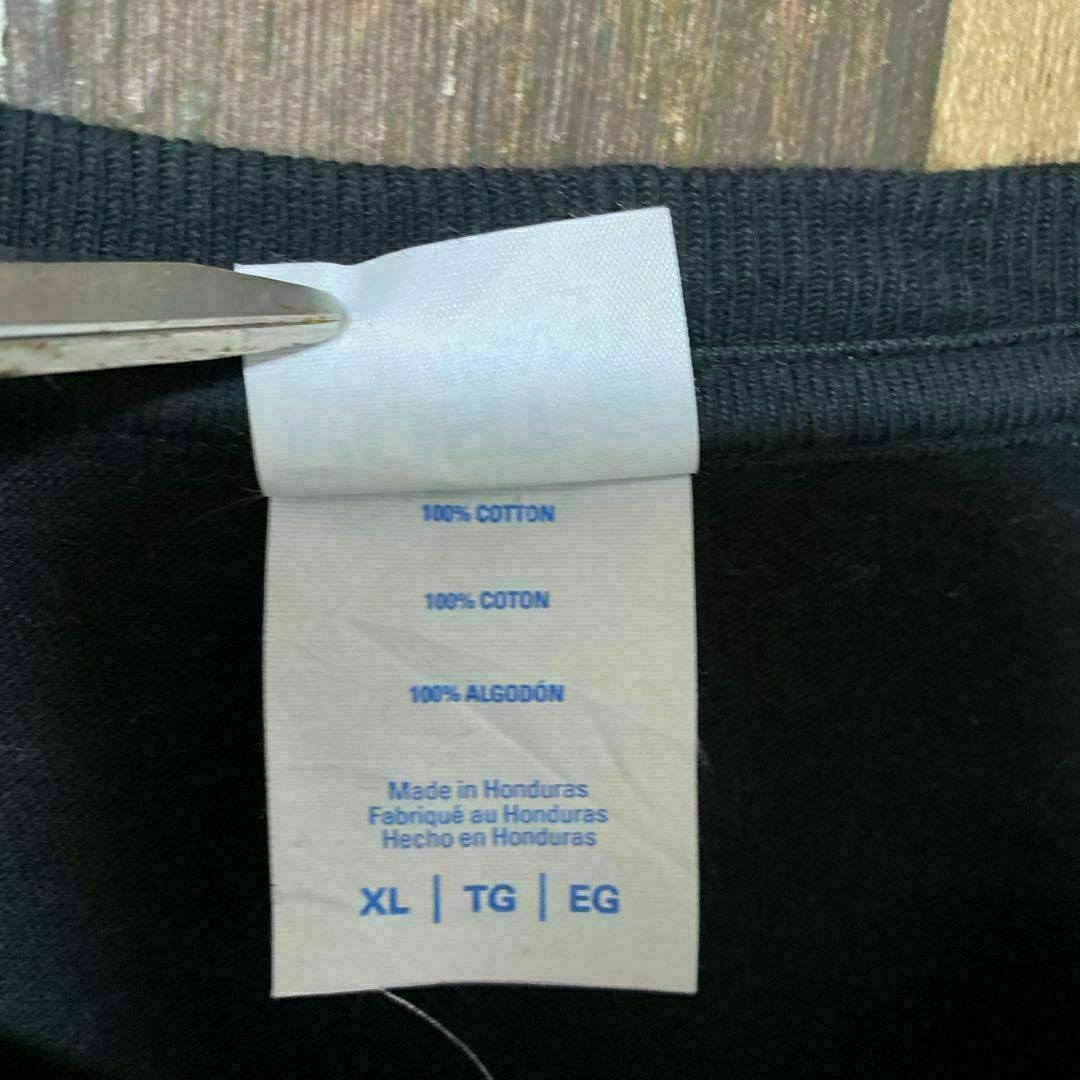 100% COTTON
100% COTON
100% ALGODÓN
Made in Honduras
Fabriqué au Honduras
Hecho en Honduras
XL | TG | EG